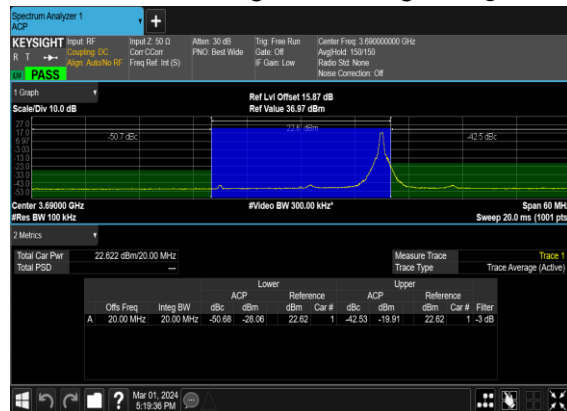 Spectrum Analyzer 1
ACP
+
KEYSIGHT Input: RF Input Z: 50 Ω Atten: 30 dB Trig: Free Run Center Freq: 3.690000000 GHz
R T Coupling: DC Corr CCorr PNO: Best Wide Gate: Off Avg|Hold: 150/150
Align: Auto/No RF Freq Ref: Int (S) IF Gain: Low Radio Std: None
LXI PASS Noise Correction: Off
1 Graph Ref Lvl Offset 15.87 dB
Scale/Div 10.0 dB Ref Value 36.97 dBm
27.0
17.0 -50.7 dBc 22.6 dBm -42.5 dBc
6.97
-3.03
-13.0
-23.0
-33.0
-43.0
-53.0
Center 3.69000 GHz #Video BW 300.00 kHz* Span 60 MH
#Res BW 100 kHz Sweep 20.0 ms (1001 pts
2 Metrics
Total Car Pwr 22.622 dBm/20.00 MHz Measure Trace Trace 1
Total PSD --- Trace Type Trace Average (Active)
Lower Upper
ACP Reference ACP Reference
Offs Freq Integ BW dBc dBm dBm Car # dBc dBm dBm Car # Filter
A 20.00 MHz 20.00 MHz -50.68 -28.06 22.62 1 -42.53 -19.91 22.62 1 -3 dB
? Mar 01, 2024
5:19:36 PM